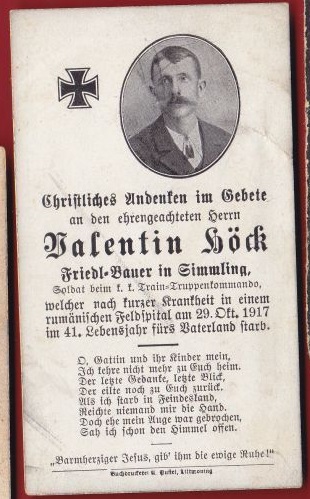 Christliches Andenken im Gebete
an den ehrengeachteten Herrn
Valentin Höck
Friedl-Bauer in Simmling,
Soldat beim k. k. Train-Truppenkommando,
welcher nach kurzer Krankheit in einem
rumänischen Feldspital am 29. Okt. 1917
im 41. Lebensjahr fürs Vaterland starb.
O, Gattin und ihr Kinder mein,
Ich kehre nicht mehr zu Euch heim.
Der letzte Gedanke, letzte Blick,
Der eilte noch zu Euch zurück.
Als ich starb in Feindesland,
Reichte niemand mir die Hand.
Doch ehe mein Auge war gebrochen,
Sah ich schon den Himmel offen.
„Barmherziger Jesus, gib' ihm die ewige Ruhe!"
Buchdruckerei A. Pustet, Tittmoning